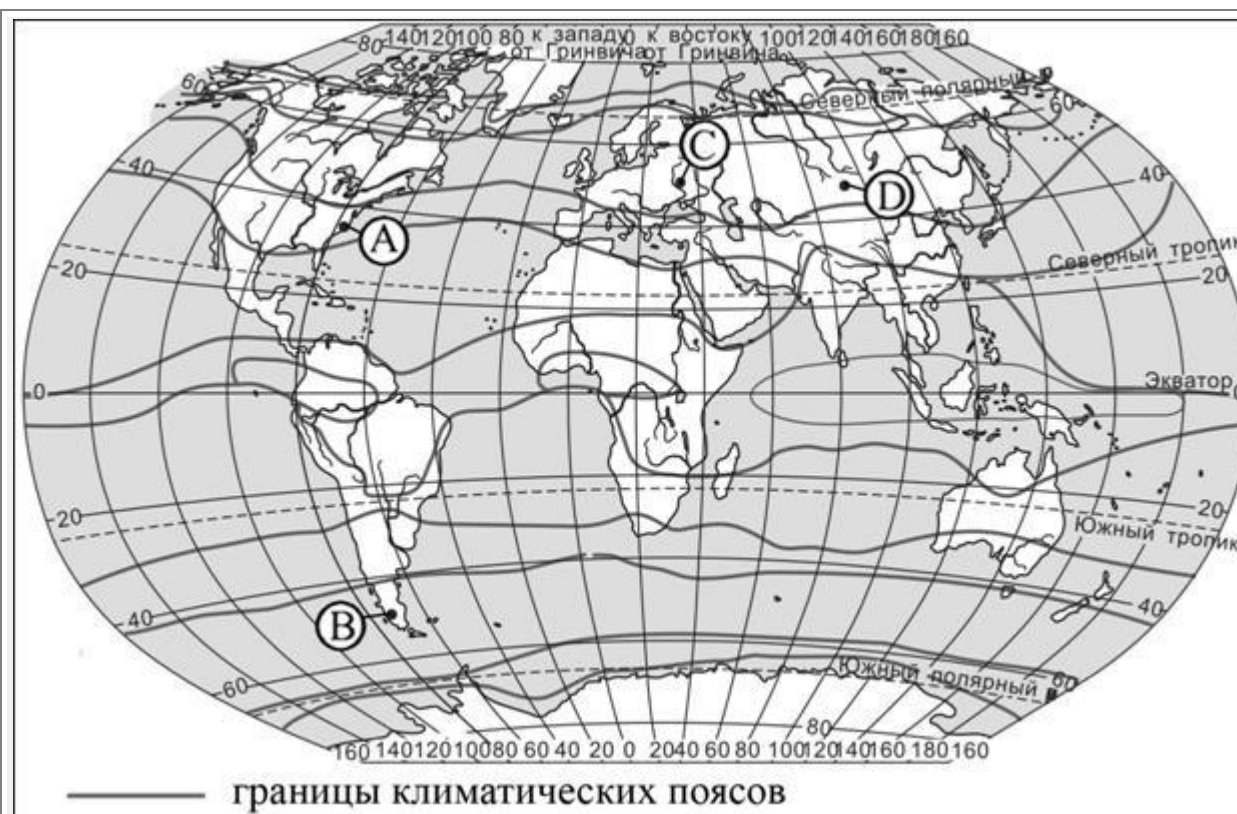 80 140 120 100 80 к западу 0 к востоку 100 120 140 160 180 160
от Гринвича от Гринвича
60 Северный полярный 60
40 40
Северный тропик
20 20
Экватор
0 0
20 20
Южный тропик
40 40
60 Южный полярный 60
80
160 140 120 100 80 60 40 20 0 20 40 60 80 100 120 140 160 180 160
A
B
C
D
границы климатических поясов